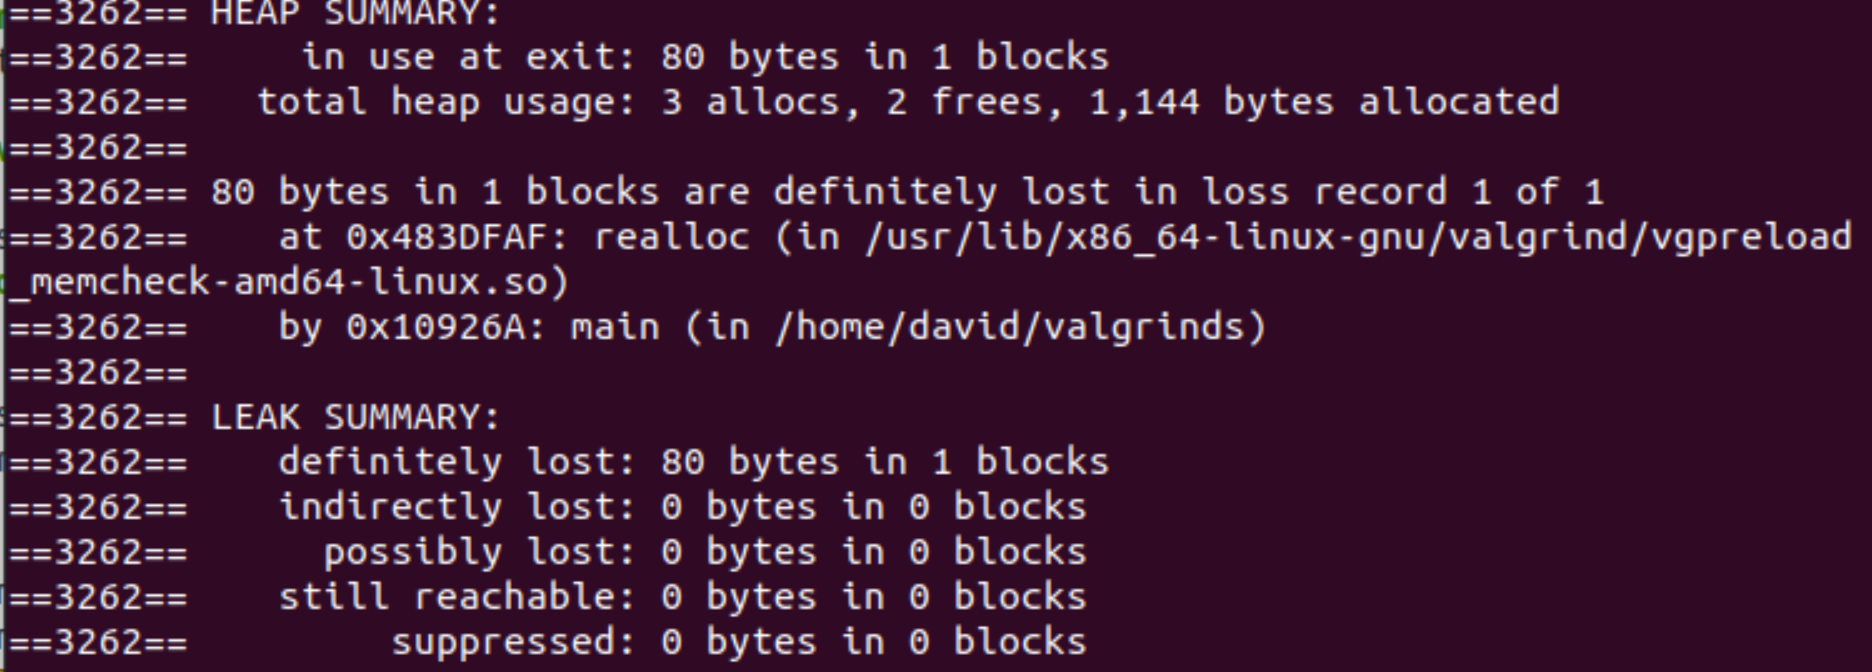 ==3262== HEAP SUMMARY:
==3262==     in use at exit: 80 bytes in 1 blocks
==3262==   total heap usage: 3 allocs, 2 frees, 1,144 bytes allocated
==3262==
==3262== 80 bytes in 1 blocks are definitely lost in loss record 1 of 1
==3262==    at 0x483DFAF: realloc (in /usr/lib/x86_64-linux-gnu/valgrind/vgpreload
_memcheck-amd64-linux.so)
==3262==    by 0x10926A: main (in /home/david/valgrinds)
==3262==
==3262== LEAK SUMMARY:
==3262==    definitely lost: 80 bytes in 1 blocks
==3262==    indirectly lost: 0 bytes in 0 blocks
==3262==      possibly lost: 0 bytes in 0 blocks
==3262==    still reachable: 0 bytes in 0 blocks
==3262==         suppressed: 0 bytes in 0 blocks